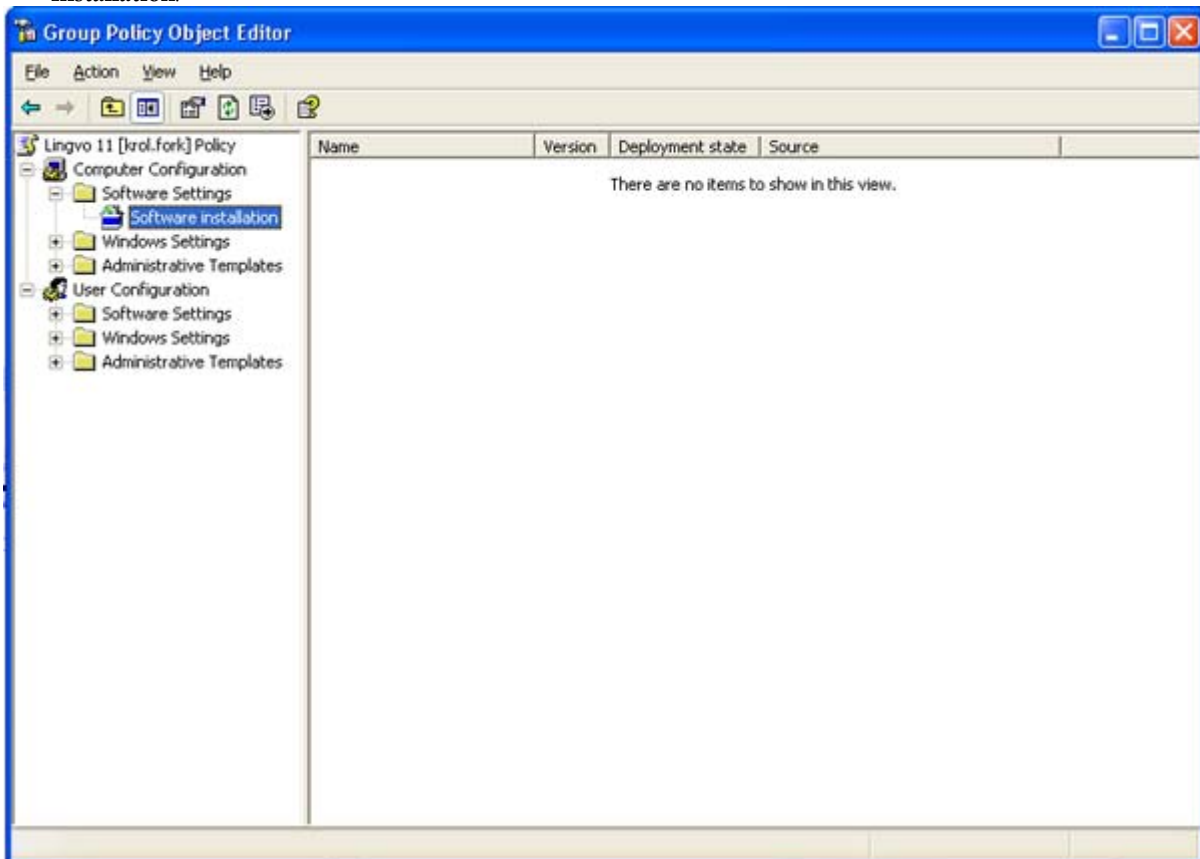 installation.
Group Policy Object Editor
File Action View Help
Lingvo 11 [krol.fork] Policy
Computer Configuration
Software Settings
Software installation
Windows Settings
Administrative Templates
User Configuration
Software Settings
Windows Settings
Administrative Templates
Name Version Deployment state Source
There are no items to show in this view.